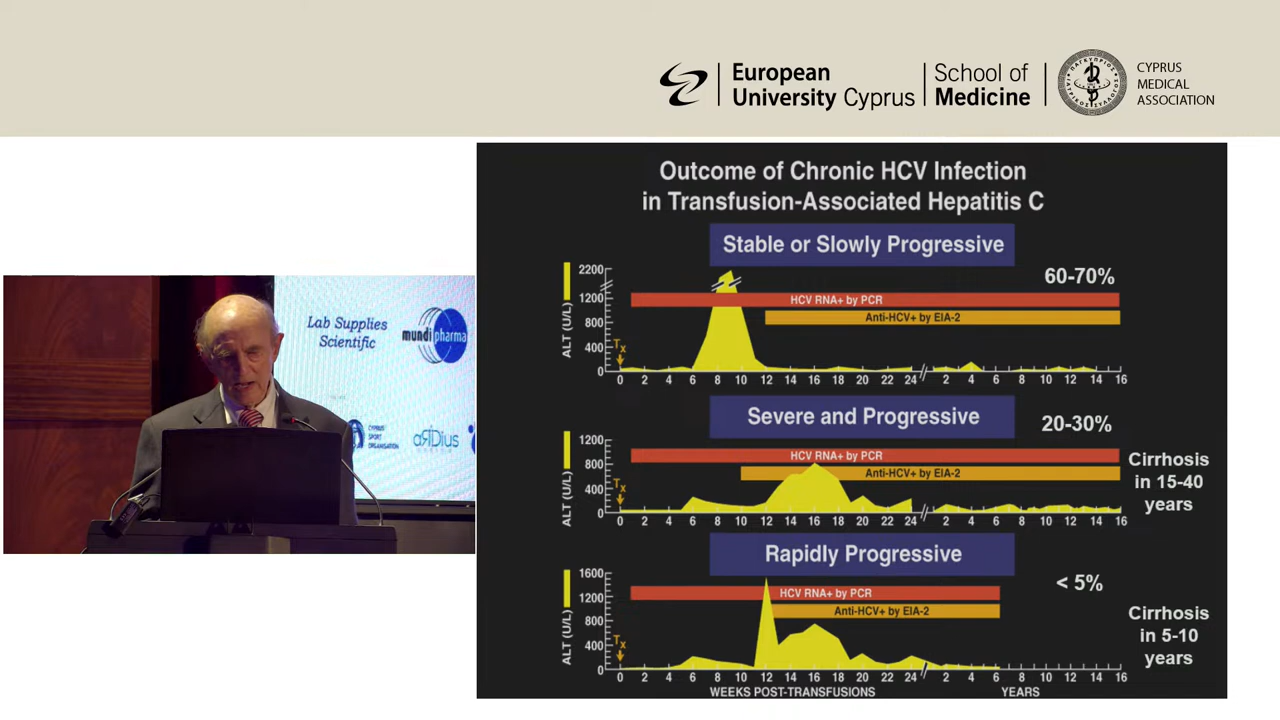 European
University Cyprus
School of
Medicine
CYPRUS
MEDICAL
ASSOCIATION
ΠΑΓΚΥΠΡΙΟΣ
ΙΑΤΡΙΚΟΣ ΣΥΛΛΟΓΟΣ
Lab Supplies
Scientific
mundipharma
CYPRUS
SPORT
ORGANISATION
Outcome of Chronic HCV Infection
in Transfusion-Associated Hepatitis C
Stable or Slowly Progressive
60-70%
2200
1200
800
400
0
ALT (U/L)
Tx
HCV RNA+ by PCR
Anti-HCV+ by EIA-2
0 2 4 6 8 10 12 14 16 18 20 22 24 2 4 6 8 10 12 14 16
Severe and Progressive
20-30%
1200
800
400
0
ALT (U/L)
Tx
HCV RNA+ by PCR
Anti-HCV+ by EIA-2
Cirrhosis
in 15-40
years
0 2 4 6 8 10 12 14 16 18 20 22 24 2 4 6 8 10 12 14 16
Rapidly Progressive
< 5%
1600
1200
800
400
0
ALT (U/L)
Tx
HCV RNA+ by PCR
Anti-HCV+ by EIA-2
Cirrhosis
in 5-10
years
0 2 4 6 8 10 12 14 16 18 20 22 24 2 4 6 8 10 12 14 16
WEEKS POST-TRANSFUSIONS YEARS